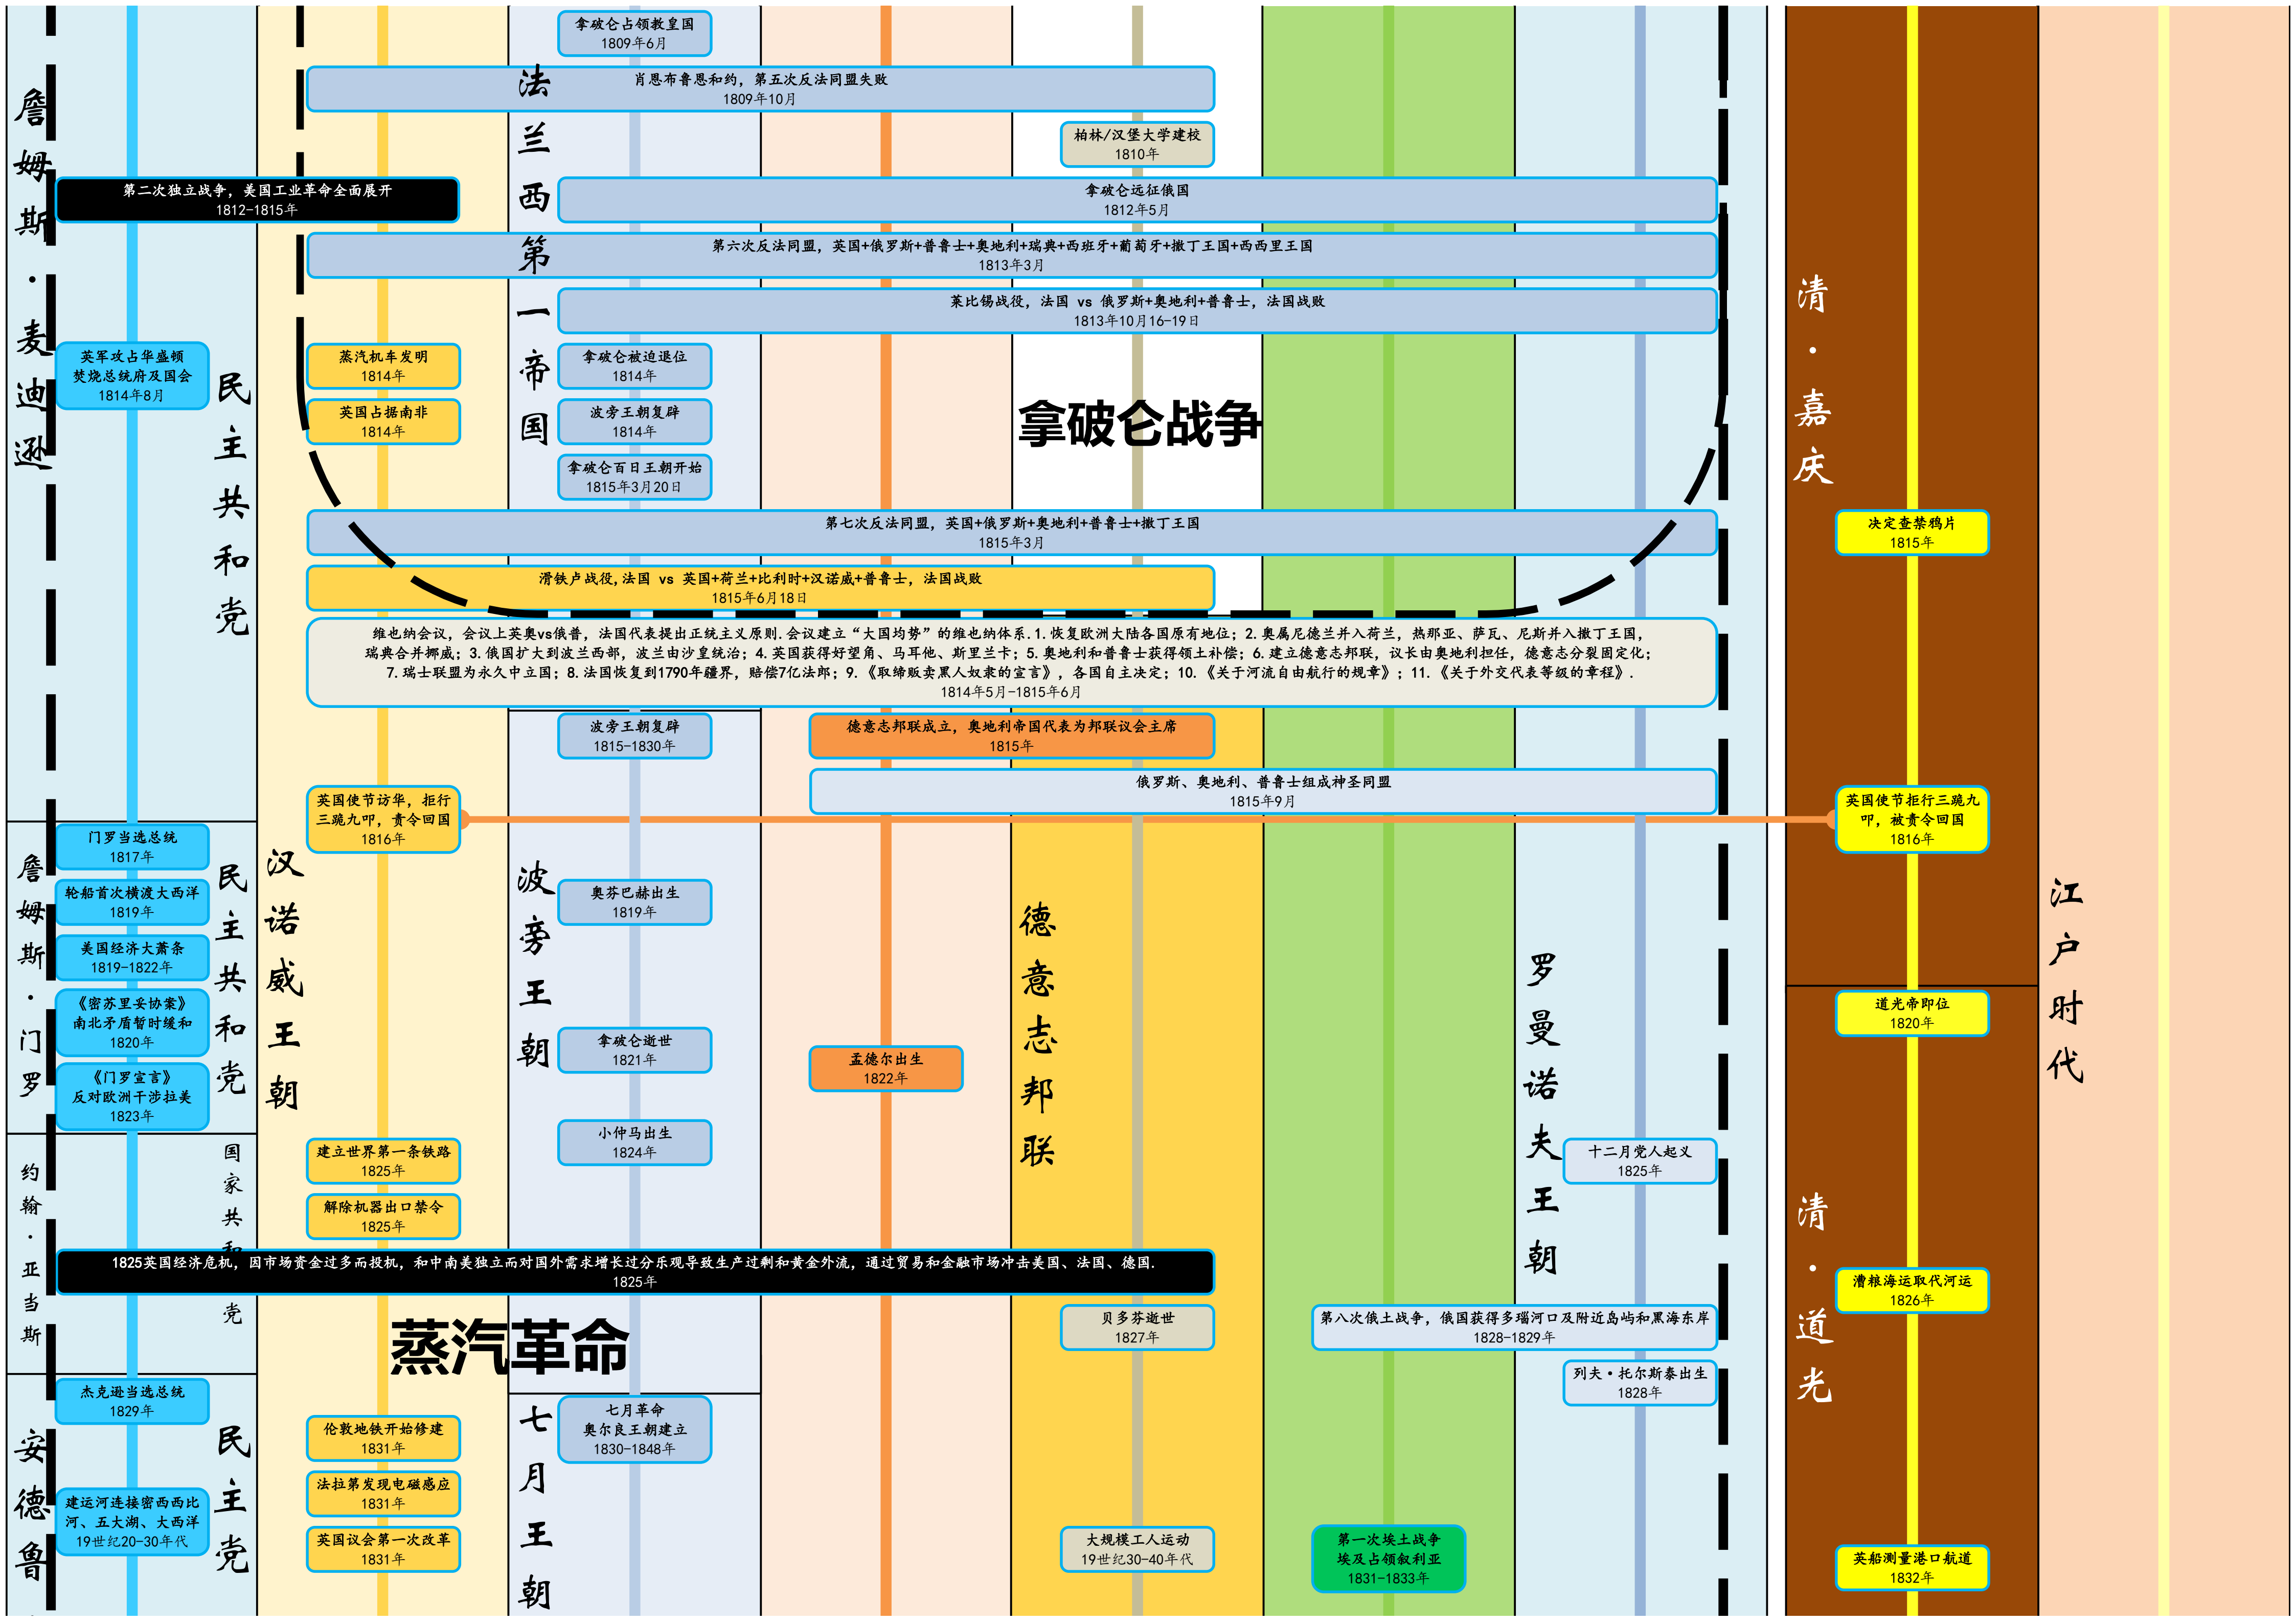 拿破仑占领教皇国
1809年6月
肖恩布鲁恩和约，第五次反法同盟失败
1809年10月
柏林/汉堡大学建校
1810年
第二次独立战争，美国工业革命全面展开
1812-1815年
拿破仑远征俄国
1812年5月
第六次反法同盟，英国+俄罗斯+普鲁士+奥地利+瑞典+西班牙+葡萄牙+撒丁王国+西西里王国
1813年3月
莱比锡战役，法国 vs 俄罗斯+奥地利+普鲁士，法国战败
1813年10月16-19日
英军攻占华盛顿
焚烧总统府及国会
1814年8月
蒸汽机车发明
1814年
拿破仑被迫退位
1814年
英国占据南非
1814年
波旁王朝复辟
1814年
拿破仑战争
拿破仑百日王朝开始
1815年3月20日
第七次反法同盟，英国+俄罗斯+奥地利+普鲁士+撒丁王国
1815年3月
决定查禁鸦片
1815年
滑铁卢战役,法国 vs 英国+荷兰+比利时+汉诺威+普鲁士，法国战败
1815年6月18日
维也纳会议，会议上英奥vs俄普，法国代表提出正统主义原则.会议建立“大国均势”的维也纳体系.1.恢复欧洲大陆各国原有地位；2.奥属尼德兰并入荷兰，热那亚、萨瓦、尼斯并入撒丁王国，
瑞典合并挪威；3.俄国扩大到波兰西部，波兰由沙皇统治；4.英国获得好望角、马耳他、斯里兰卡；5.奥地利和普鲁士获得领土补偿；6.建立德意志邦联，议长由奥地利担任，德意志分裂固定化；
7.瑞士联盟为永久中立国；8.法国恢复到1790年疆界，赔偿7亿法郎；9.《取缔贩卖黑人奴隶的宣言》，各国自主决定；10.《关于河流自由航行的规章》；11.《关于外交代表等级的章程》.
1814年5月-1815年6月
波旁王朝复辟
1815-1830年
德意志邦联成立，奥地利帝国代表为邦联议会主席
1815年
俄罗斯、奥地利、普鲁士组成神圣同盟
1815年9月
英国使节访华，拒行
三跪九叩，责令回国
1816年
英国使节拒行三跪九
叩，被责令回国
1816年
门罗当选总统
1817年
轮船首次横渡大西洋
1819年
奥芬巴赫出生
1819年
美国经济大萧条
1819-1822年
《密苏里妥协案》
南北矛盾暂时缓和
1820年
道光帝即位
1820年
拿破仑逝世
1821年
孟德尔出生
1822年
《门罗宣言》
反对欧洲干涉拉美
1823年
小仲马出生
1824年
建立世界第一条铁路
1825年
十二月党人起义
1825年
解除机器出口禁令
1825年
1825英国经济危机，因市场资金过多而投机，和中南美独立而对国外需求增长过分乐观导致生产过剩和黄金外流，通过贸易和金融市场冲击美国、法国、德国.
1825年
漕粮海运取代河运
1826年
贝多芬逝世
1827年
第八次俄土战争，俄国获得多瑙河口及附近岛屿和黑海东岸
1828-1829年
蒸汽革命
列夫·托尔斯泰出生
1828年
杰克逊当选总统
1829年
七月革命
奥尔良王朝建立
1830-1848年
伦敦地铁开始修建
1831年
法拉第发现电磁感应
1831年
建运河连接密西西比
河、五大湖、大西洋
19世纪20-30年代
英国议会第一次改革
1831年
大规模工人运动
19世纪30-40年代
第一次埃土战争
埃及占领叙利亚
1831-1833年
英船测量港口航道
1832年
詹姆斯·麦迪逊
民主共和党
詹姆斯·门罗
民主共和党
约翰·亚当斯
国家共和党
安德鲁
民主党
汉诺威王朝
法兰西第一帝国
波旁王朝
七月王朝
德意志邦联
罗曼诺夫王朝
清·嘉庆
清·道光
江户时代